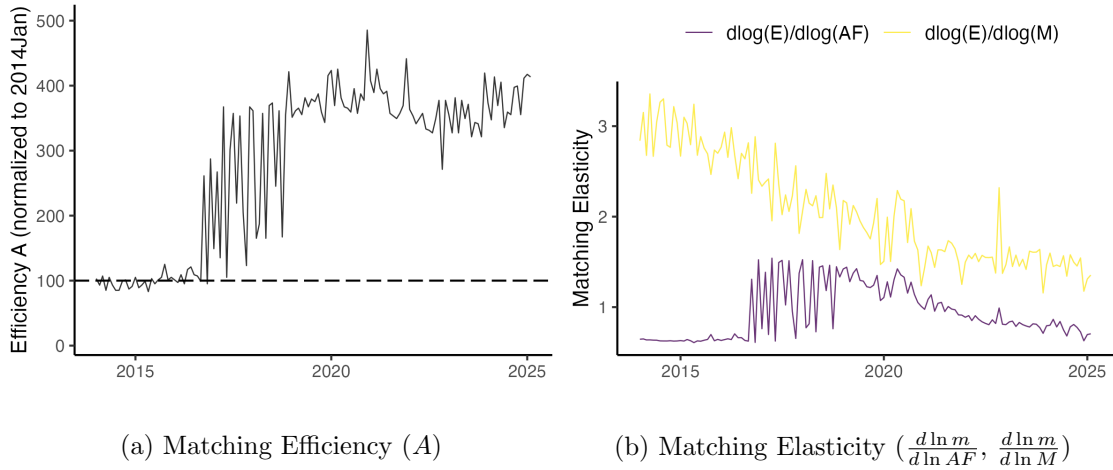 Efficiency A (normalized to 2014Jan)
500
400
300
200
100
0
2015
2020
2025
dlog(E)/dlog(AF)
dlog(E)/dlog(M)
Matching Elasticity
3
2
1
2015
2020
2025
(a) Matching Efficiency (A)
(b) Matching Elasticity (d ln m / d ln AF, d ln m / d ln M)